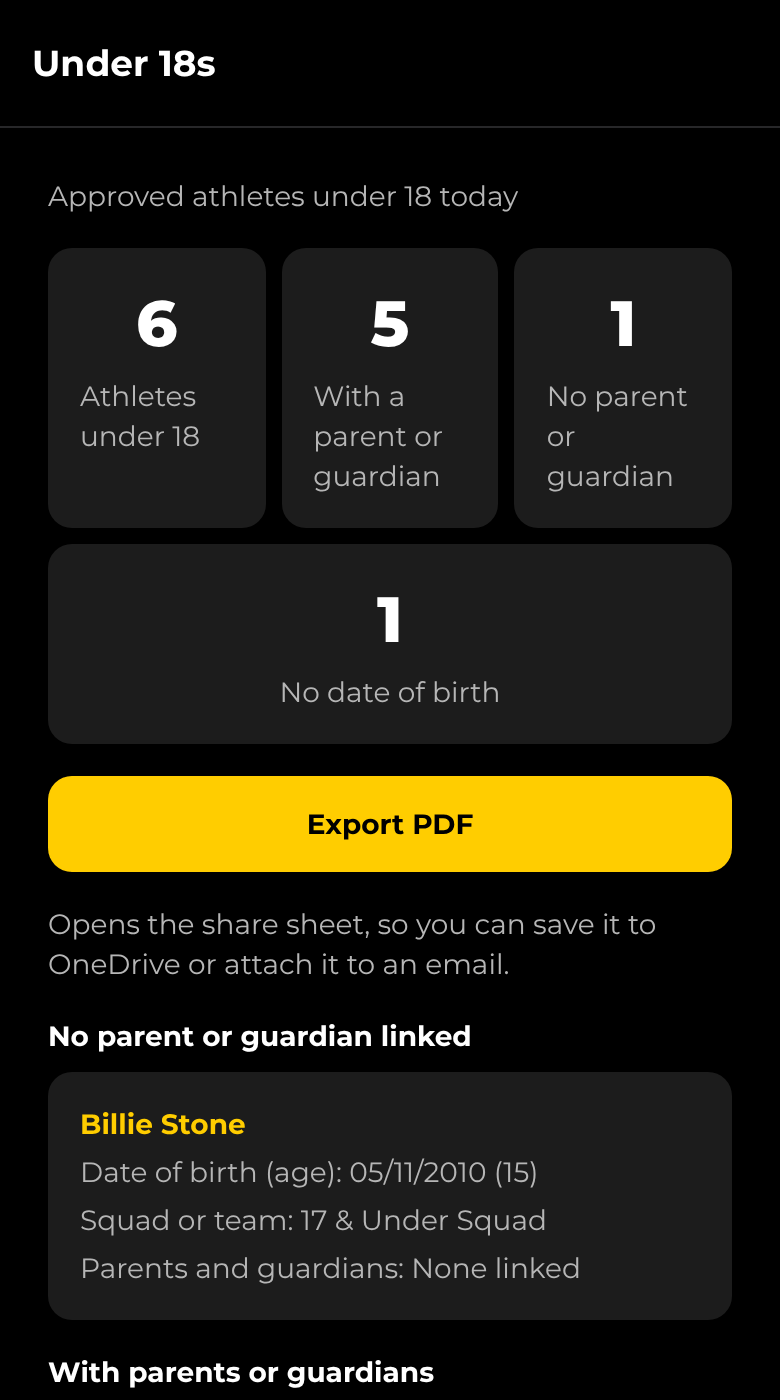 Under 18s
Approved athletes under 18 today
6
Athletes
under 18
5
With a
parent or
guardian
1
No parent
or
guardian
1
No date of birth
Export PDF
Opens the share sheet, so you can save it to
OneDrive or attach it to an email.
No parent or guardian linked
Billie Stone
Date of birth (age): 05/11/2010 (15)
Squad or team: 17 & Under Squad
Parents and guardians: None linked
With parents or guardians